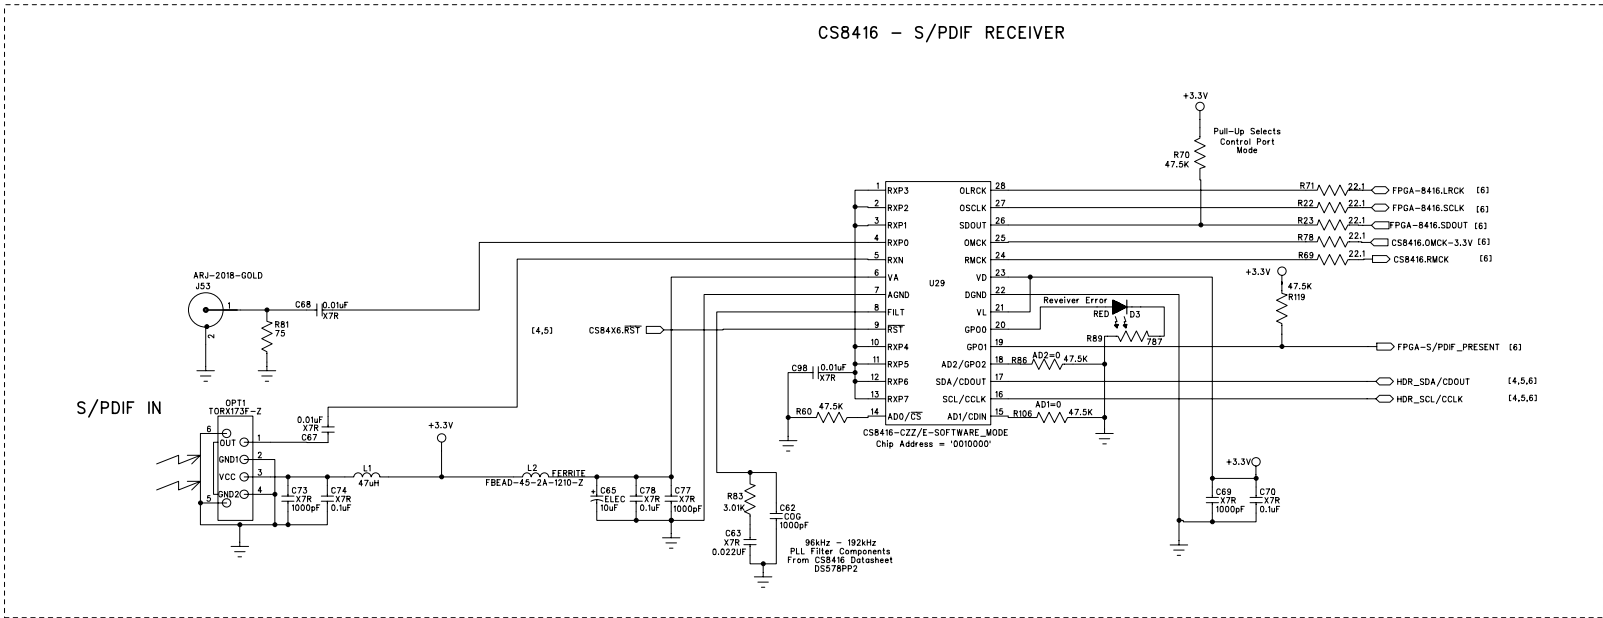 CS8416 - S/PDIF RECEIVER
+3.3V
Pull-Up Selects
Control Port
Mode
R70
47.5K
1 RXP3 OLRCK 28 R71 22.1 FPGA-8416.LRCK [6]
2 RXP2 OSCLK 27 R22 22.1 FPGA-8416.SCLK [6]
3 RXP1 SDOUT 26 R23 22.1 FPGA-8416.SDOUT [6]
4 RXP0 OMCK 25 R78 22.1 CS8416.OMCK-3.3V [6]
5 RXN RMCK 24 R69 22.1 CS8416.RMCK [6]
6 VA VD 23
U29
7 AGND DGND 22
8 FILT VL 21
9 RST GPO0 20
10 RXP4 GPO1 19 FPGA-S/PDIF_PRESENT [6]
11 RXP5 AD2/GPO2 18 R86 AD2=0 47.5K
12 RXP6 SDA/CDOUT 17 HDR_SDA/CDOUT [4,5,6]
13 RXP7 SCL/CCLK 16 HDR_SCL/CCLK [4,5,6]
14 AD0/CS AD1/CDIN 15 R106 AD1=0 47.5K
CS8416-CZZ/E-SOFTWARE_MODE
Chip Address = '0010000'
+3.3V
47.5K
R119
Reveiver Error
RED D3
R89 787
ARJ-2018-GOLD
J53
1
2
R81
75
C68 0.01uF
X7R
[4,5] CS84X6.RST
C98 0.01uF
X7R
R60 47.5K
S/PDIF IN
OPT1
TORX173F-Z
6
OUT 1
GND1 2
VCC 3
GND2 4
5
0.01uF
X7R
C67
C73
X7R
1000pF
C74
X7R
0.1uF
L1
47uH
+3.3V
L2 FERRITE
FBEAD-45-2A-1210-Z
+
C65
ELEC
10uF
C78
X7R
0.1uF
C77
X7R
1000pF
R83
3.01K
C62
COG
1000pF
C63
X7R
0.022UF
96kHz - 192kHz
PLL Filter Components
From CS8416 Datasheet
DS578PP2
+3.3V
C69
X7R
1000pF
C70
X7R
0.1uF